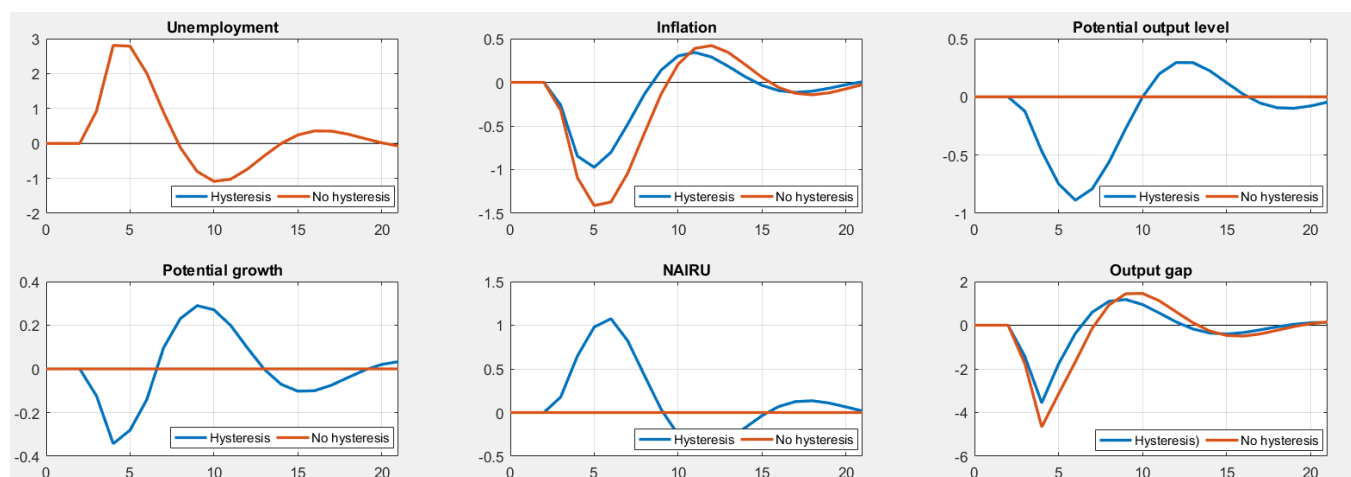 Unemployment
3
2
1
0
-1
-2
Hysteresis No hysteresis
0 5 10 15 20
Inflation
0.5
0
-0.5
-1
-1.5
Hysteresis No hysteresis
0 5 10 15 20
Potential output level
0.5
0
-0.5
-1
Hysteresis No hysteresis
0 5 10 15 20
Potential growth
0.4
0.2
0
-0.2
-0.4
Hysteresis No hysteresis
0 5 10 15 20
NAIRU
1.5
1
0.5
0
-0.5
Hysteresis No hysteresis
0 5 10 15 20
Output gap
2
0
-2
-4
-6
Hysteresis) No hysteresis
0 5 10 15 20